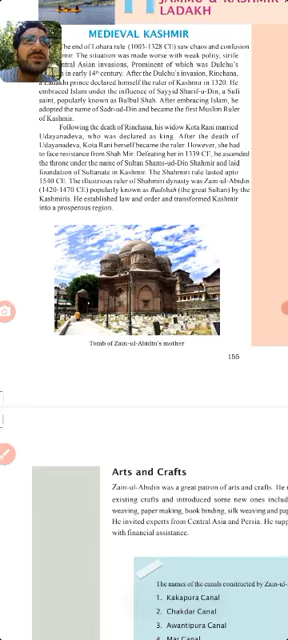 JAMMU & KASHMIR &
LADAKH
MEDIEVAL KASHMIR
The end of Lohara rule (1003-1328 CE) saw chaos and confusion
The situation was made worse with weak policy, strife
Central Asian invasions, Prominent of which was Dulchu's
in early 14th century. After the Dulchu's invasion, Rinchana,
a Ladakhi prince declared himself the ruler of Kashmir in 1320. He
embraced Islam under the influence of Sayyid Sharif-u-Din, a Sufi
saint, popularly known as Bulbul Shah. After embracing Islam, he
adopted the name of Sadr-ud-Din and became the first Muslim Ruler
of Kashmir.
Following the death of Rinchana, his widow Kota Rani married
Udayanadeva, who was declared as king. After the death of
Udayanadeva, Kota Rani herself became the ruler. However, she had
to face resistance from Shah Mir. Defeating her in 1339 CE, he ascended
the throne under the name of Sultan Shams-ud-Din Shahmir and laid
foundation of Sultanate in Kashmir. The Shahmiri rule lasted upto
1540 CE. The illustrious ruler of Shahmiri dynasty was Zain-ul-Abidin
(1420-1470 CE) popularly known as Badshah (the great Sultan) by the
Kashmiris. He established law and order and transformed Kashmir
into a prosperous region.
Tomb of Zain-ul-Abidin's mother
155
Arts and Crafts
Zain-ul-Abidin was a great patron of arts and crafts. He
existing crafts and introduced some new ones includ
weaving, paper making, book binding, silk weaving and pap
He invited experts from Central Asia and Persia. He supp
with financial assistance.
The names of the canals constructed by Zain-ul-
1. Kakapura Canal
2. Chakdar Canal
3. Awantipura Canal
4. Mar Canal